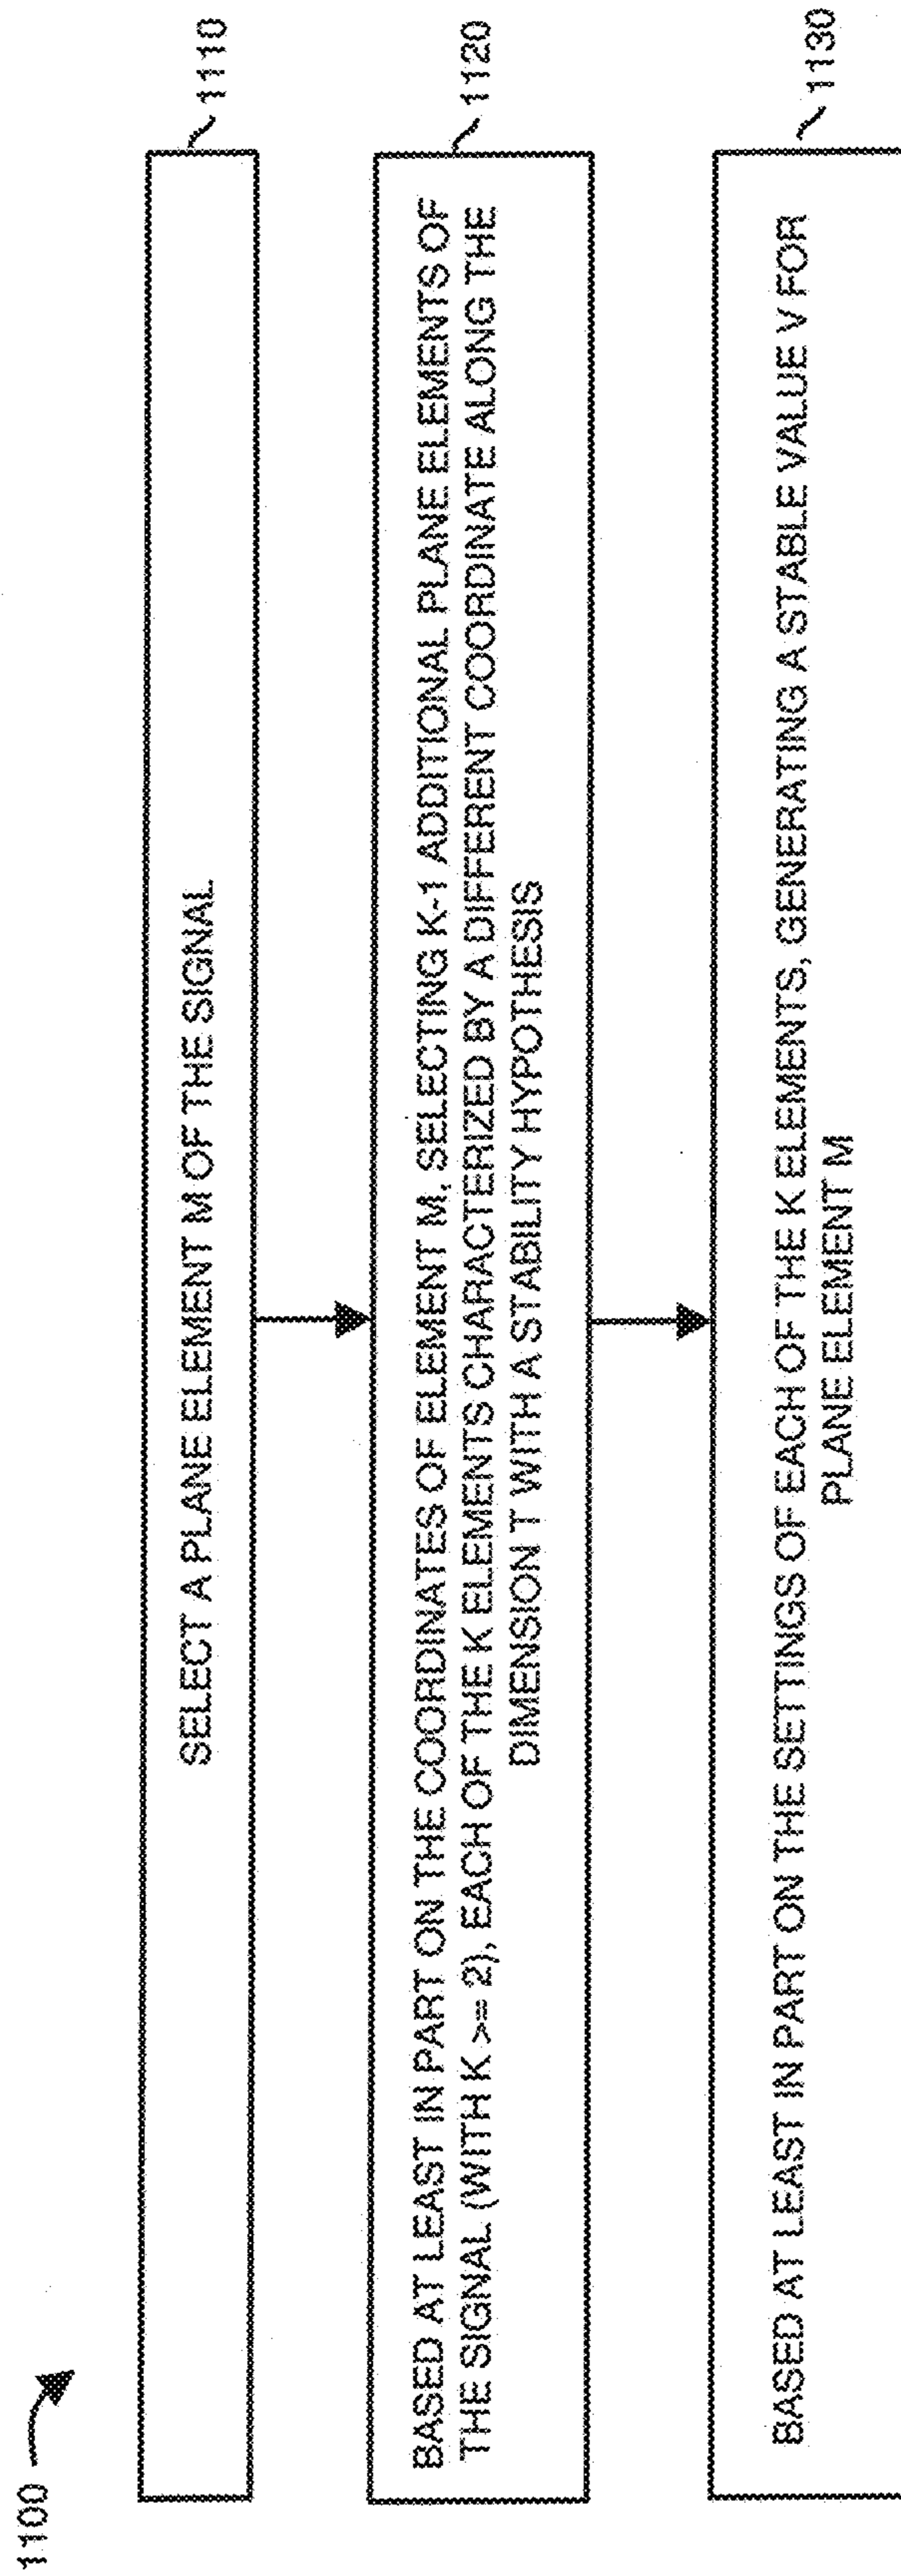 1100
SELECT A PLANE ELEMENT M OF THE SIGNAL
1110
BASED AT LEAST IN PART ON THE COORDINATES OF ELEMENT M, SELECTING K-1 ADDITIONAL PLANE ELEMENTS OF
THE SIGNAL (WITH K >= 2), EACH OF THE K ELEMENTS CHARACTERIZED BY A DIFFERENT COORDINATE ALONG THE
DIMENSION T WITH A STABILITY HYPOTHESIS
1120
BASED AT LEAST IN PART ON THE SETTINGS OF EACH OF THE K ELEMENTS, GENERATING A STABLE VALUE V FOR
PLANE ELEMENT M
1130